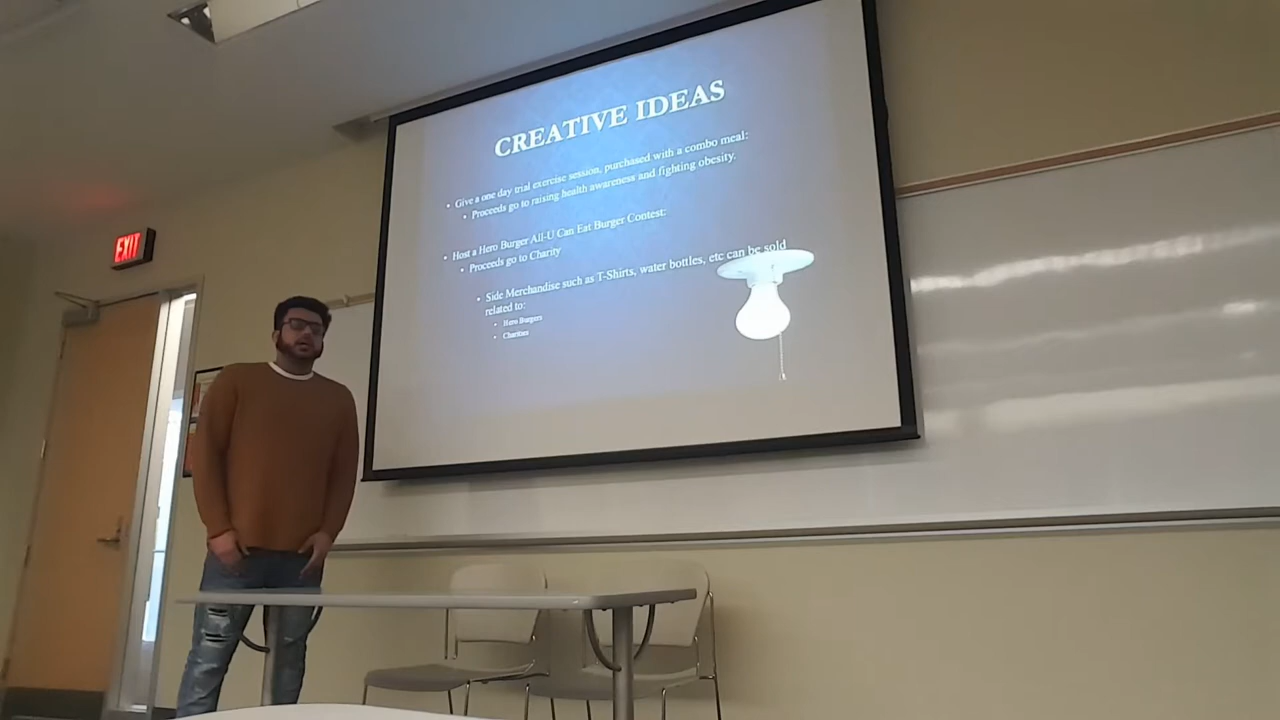 CREATIVE IDEAS
• Give a one day trial exercise session, purchased with a combo meal:
• Proceeds go to raising health awareness and fighting obesity.
• Host a Hero Burger All-U Can Eat Burger Contest:
• Proceeds go to Charity
• Side Merchandise such as T-Shirts, water bottles, etc can be sold
related to:
• Hero Burgers
• Charities
EXIT